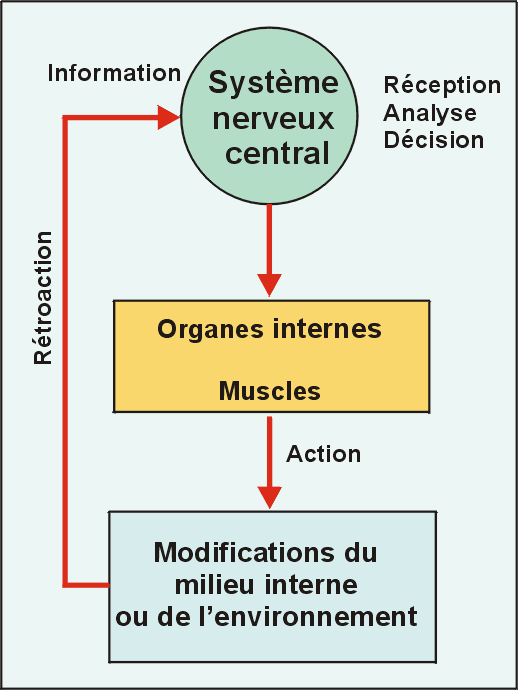 Information
Système
nerveux
central
Réception
Analyse
Décision
Rétroaction
Organes internes
Muscles
Action
Modifications du
milieu interne
ou de l'environnement